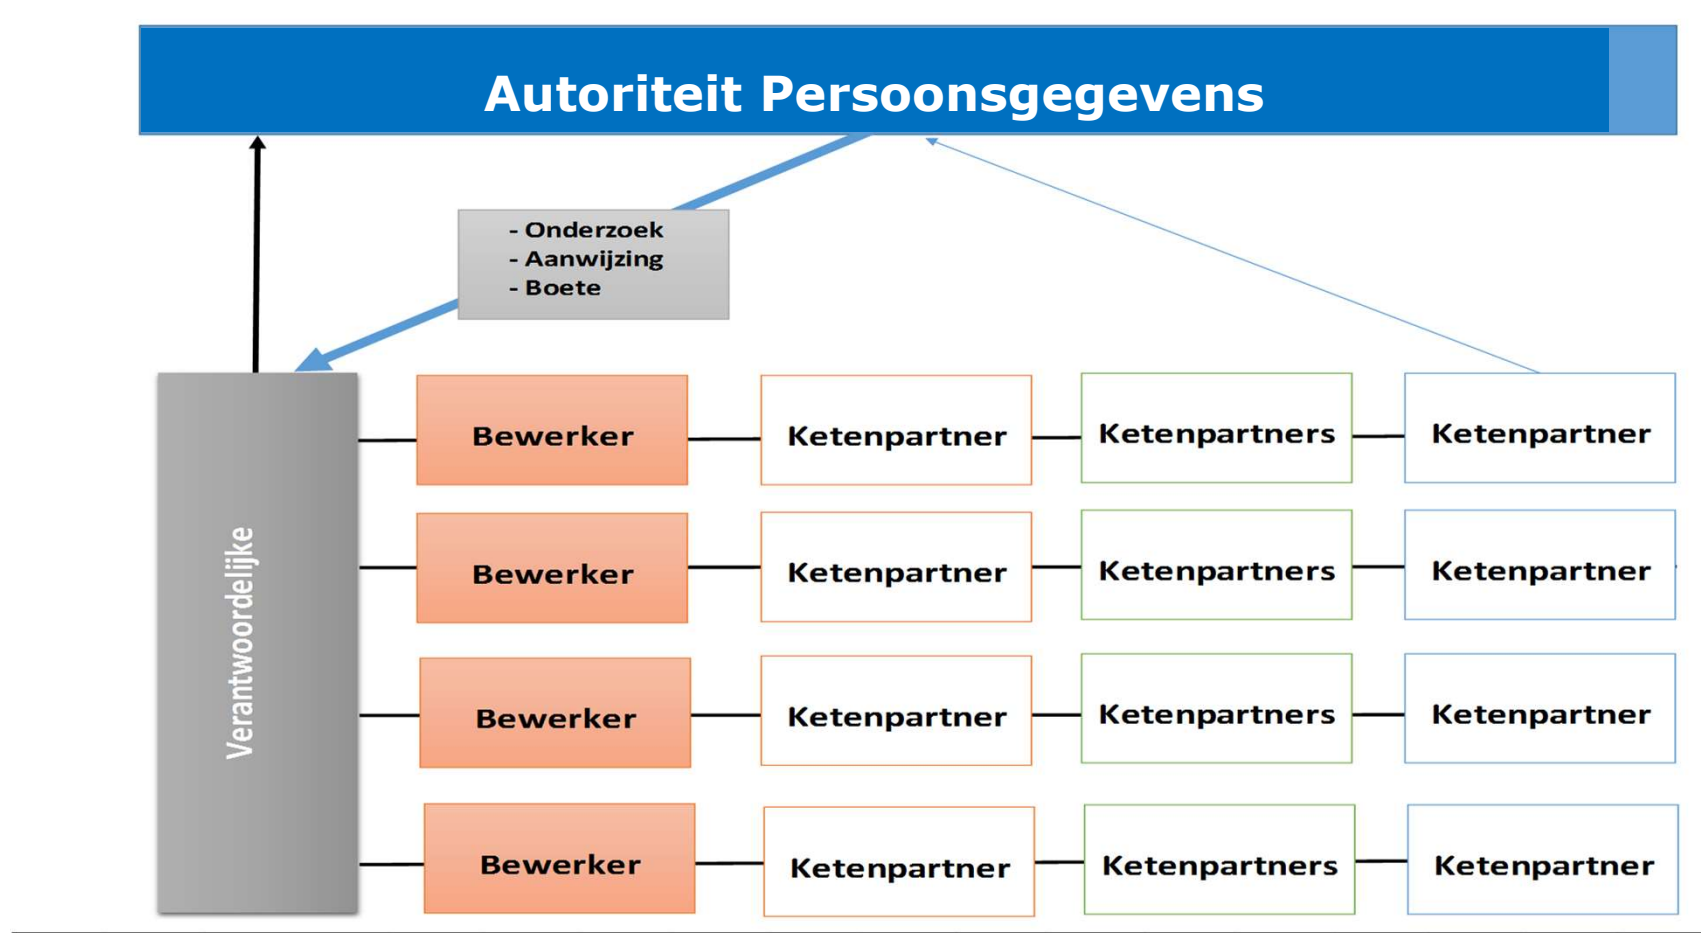 Autoriteit Persoonsgegevens
- Onderzoek
- Aanwijzing
- Boete
Verantwoordelijke
Bewerker
Ketenpartner
Ketenpartners
Ketenpartner
Bewerker
Ketenpartner
Ketenpartners
Ketenpartner
Bewerker
Ketenpartner
Ketenpartners
Ketenpartner
Bewerker
Ketenpartner
Ketenpartners
Ketenpartner